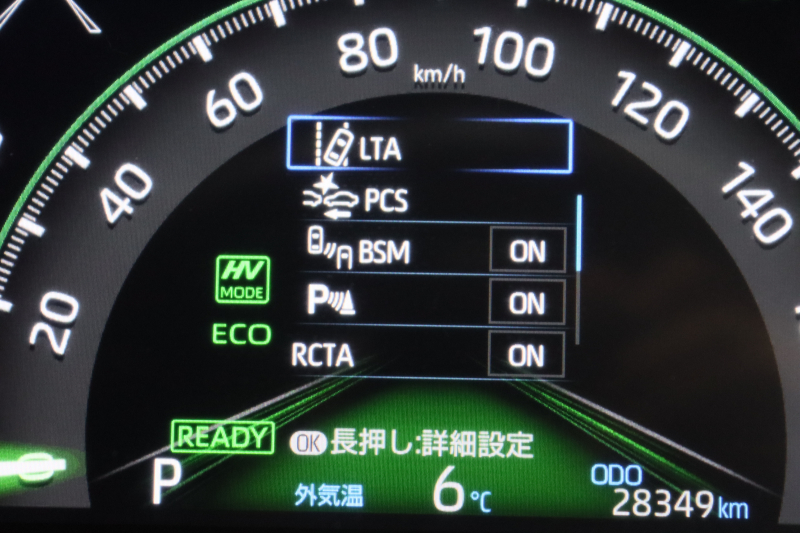 80
100
km/h
60
120
LTA
40
140
PCS
BSM ON
HV
MODE
P ON
20
ECO
RCTA ON
READY
OK 長押し:詳細設定
P
外気温 6℃
ODO
28349km